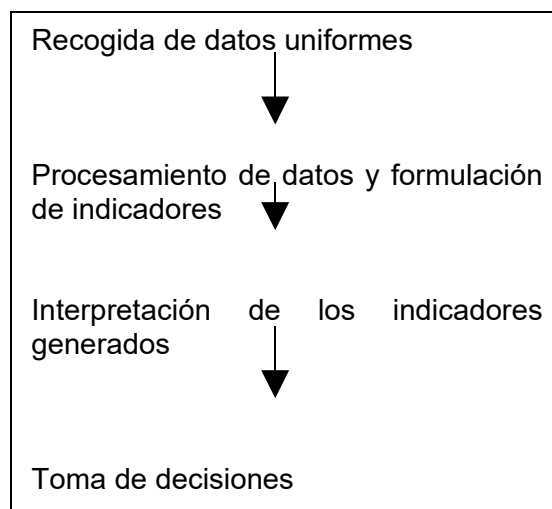 Recogida de datos uniformes
Procesamiento de datos y formulación
de indicadores
Interpretación de los indicadores
generados
Toma de decisiones